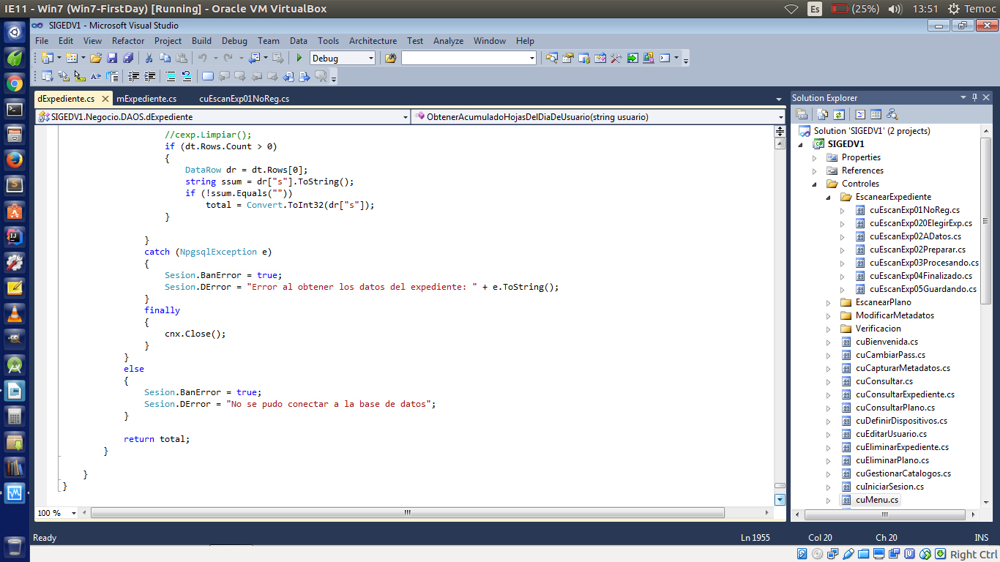 IE11 - Win7 (Win7-FirstDay) [Running] - Oracle VM VirtualBox
Es (25%) 13:51 Temoc
SIGEDV1 - Microsoft Visual Studio
File Edit View Refactor Project Build Debug Team Data Tools Architecture Test Analyze Window Help
Debug
dExpediente.cs mExpediente.cs cuEscanExp01NoReg.cs
SIGEDV1.Negocio.DAOS.dExpediente ObtenerAcumuladoHojasDelDiaDeUsuario(string usuario)
//cexp.Limpiar();
if (dt.Rows.Count > 0)
{
DataRow dr = dt.Rows[0];
string ssum = dr["s"].ToString();
if (!ssum.Equals(""))
total = Convert.ToInt32(dr["s"]);
}
}
catch (NpgsqlException e)
{
Sesion.BanError = true;
Sesion.DError = "Error al obtener los datos del expediente: " + e.ToString();
}
finally
{
cnx.Close();
}
}
else
{
Sesion.BanError = true;
Sesion.DError = "No se pudo conectar a la base de datos";
}
return total;
}
}
}
100 %
Solution Explorer
Solution 'SIGEDV1' (2 projects)
SIGEDV1
Properties
References
Controles
EscanearExpediente
cuEscanExp01NoReg.cs
cuEscanExp020ElegirExp.cs
cuEscanExp02ADatos.cs
cuEscanExp02Preparar.cs
cuEscanExp03Procesando.cs
cuEscanExp04Finalizado.cs
cuEscanExp05Guardando.cs
EscanearPlano
ModificarMetadatos
Verificacion
cuBienvenida.cs
cuCambiarPass.cs
cuCapturarMetadatos.cs
cuConsultar.cs
cuConsultarExpediente.cs
cuConsultarPlano.cs
cuDefinirDispositivos.cs
cuEditarUsuario.cs
cuEliminarExpediente.cs
cuEliminarPlano.cs
cuGestionarCatalogos.cs
cuIniciarSesion.cs
cuMenu.cs
Ready Ln 1955 Col 20 Ch 20 INS
Right Ctrl